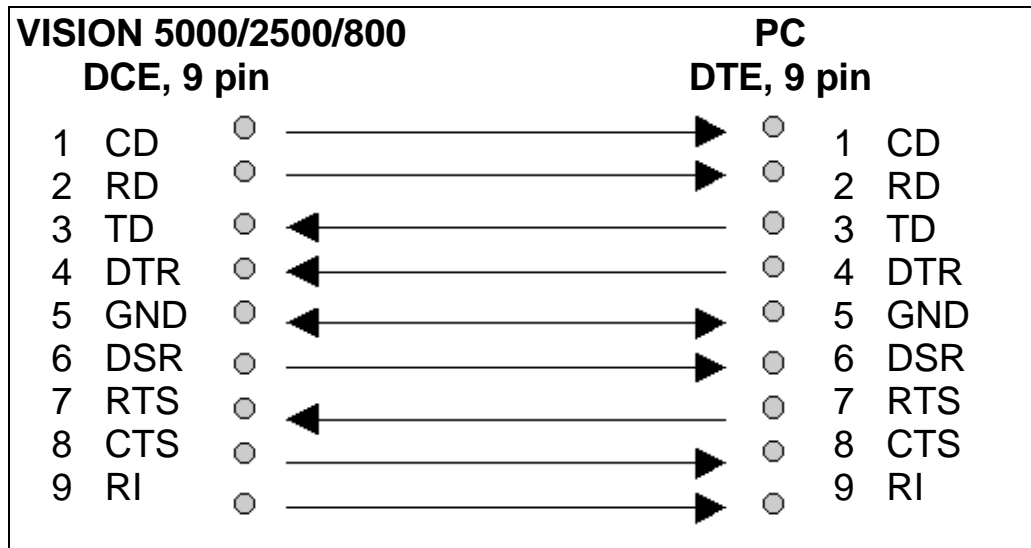 VISION 5000/2500/800 PC
DCE, 9 pin DTE, 9 pin
1 CD 1 CD
2 RD 2 RD
3 TD 3 TD
4 DTR 4 DTR
5 GND 5 GND
6 DSR 6 DSR
7 RTS 7 RTS
8 CTS 8 CTS
9 RI 9 RI